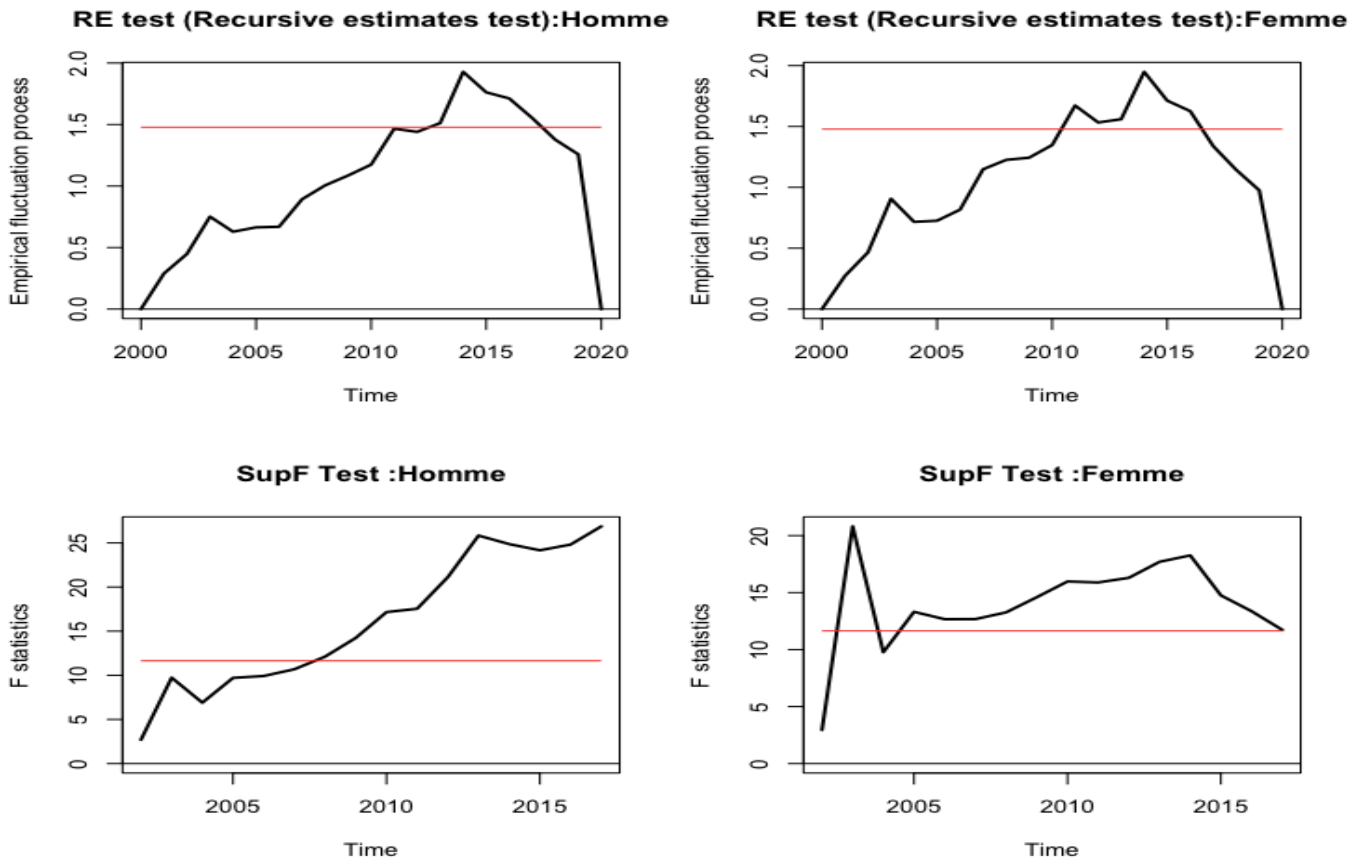 RE test (Recursive estimates test):Homme
Empirical fluctuation process
2.0
1.5
1.0
0.5
0.0
2000 2005 2010 2015 2020
Time
RE test (Recursive estimates test):Femme
Empirical fluctuation process
2.0
1.5
1.0
0.5
0.0
2000 2005 2010 2015 2020
Time
SupF Test :Homme
F statistics
25
20
15
10
5
0
2005 2010 2015
Time
SupF Test :Femme
F statistics
20
15
10
5
0
2005 2010 2015
Time